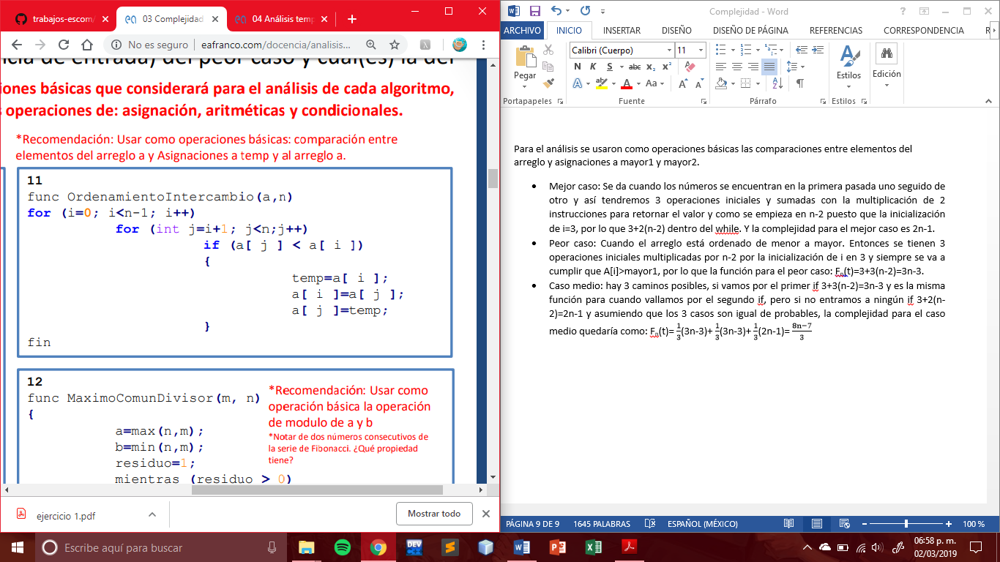 trabajos-escom/
03 Complejidad
04 Análisis temp
No es seguro
eafranco.com/docencia/analisis...
iones básicas que considerará para el análisis de cada algoritmo,
s operaciones de: asignación, aritméticas y condicionales.
*Recomendación: Usar como operaciones básicas: comparación entre
elementos del arreglo a y Asignaciones a temp y al arreglo a.
11
func OrdenamientoIntercambio(a,n)
for (i=0; i<n-1; i++)
for (int j=i+1; j<n;j++)
if (a[ j ] < a[ i ])
{
temp=a[ i ];
a[ i ]=a[ j ];
a[ j ]=temp;
}
fin
12
func MaximoComunDivisor(m, n)
{
a=max(n,m);
b=min(n,m);
residuo=1;
mientras (residuo > 0)
*Recomendación: Usar como
operación básica la operación
de modulo de a y b
*Notar de dos números consecutivos de
la serie de Fibonacci. ¿Qué propiedad
tiene?
ejercicio 1.pdf
Mostrar todo
Complejidad - Word
ARCHIVO INICIO INSERTAR DISEÑO DISEÑO DE PÁGINA REFERENCIAS CORRESPONDENCIA R
Pegar
Calibri (Cuerpo) 11
N K S abc x₂ x²
A ab A Aa A A
Estilos
Edición
Portapapeles Fuente Párrafo Estilos
Para el análisis se usaron como operaciones básicas las comparaciones entre elementos del
arreglo y asignaciones a mayor1 y mayor2.
• Mejor caso: Se da cuando los números se encuentran en la primera pasada uno seguido de
otro y así tendremos 3 operaciones iniciales y sumadas con la multiplicación de 2
instrucciones para retornar el valor y como se empieza en n-2 puesto que la inicialización
de i=3, por lo que 3+2(n-2) dentro del while. Y la complejidad para el mejor caso es 2n-1.
• Peor caso: Cuando el arreglo está ordenado de menor a mayor. Entonces se tienen 3
operaciones iniciales multiplicadas por n-2 por la inicialización de i en 3 y siempre se va a
cumplir que A[i]>mayor1, por lo que la función para el peor caso: Fₙ(t)=3+3(n-2)=3n-3.
• Caso medio: hay 3 caminos posibles, si vamos por el primer if 3+3(n-2)=3n-3 y es la misma
función para cuando vallamos por el segundo if, pero si no entramos a ningún if 3+2(n-
2)=2n-1 y asumiendo que los 3 casos son igual de probables, la complejidad para el caso
medio quedaría como: Fₙ(t)= 1/3(3n-3)+ 1/3(3n-3)+ 1/3(2n-1)= 8n−7/3
PÁGINA 9 DE 9 1645 PALABRAS ESPAÑOL (MÉXICO) 100 %
Escribe aquí para buscar
DEV
06:58 p. m.
02/03/2019